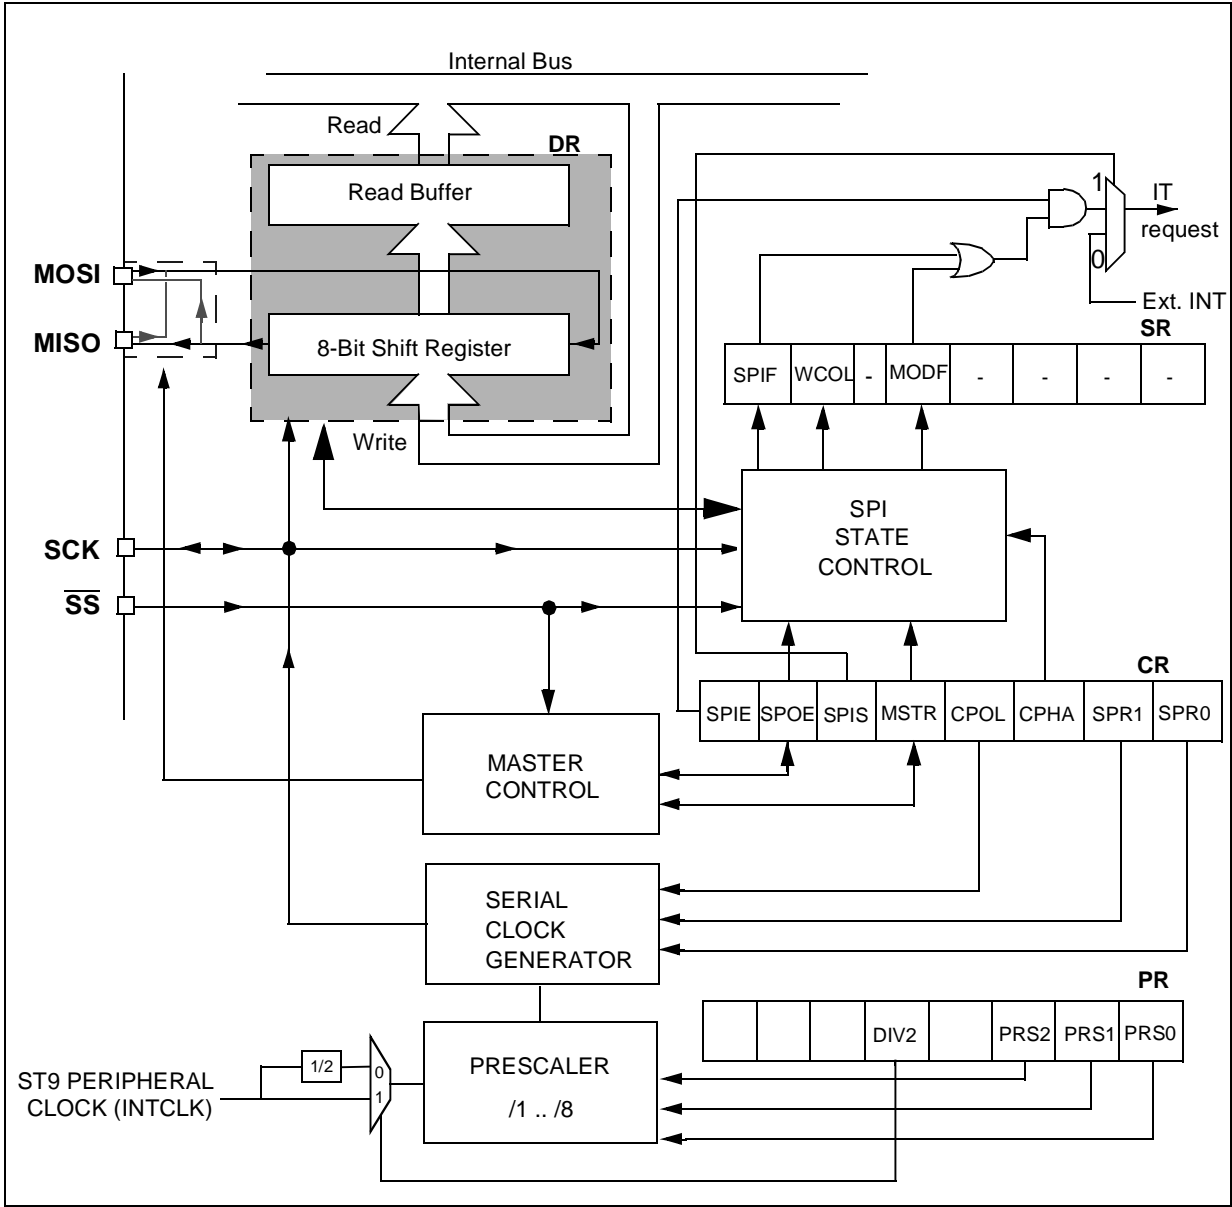 Internal Bus
Read
DR
Read Buffer
1
IT
request
MOSI
0
Ext. INT
MISO
8-Bit Shift Register
SR
SPIF WCOL - MODF - - - -
Write
SPI
STATE
CONTROL
SCK
SS
CR
SPIE SPOE SPIS MSTR CPOL CPHA SPR1 SPR0
MASTER
CONTROL
SERIAL
CLOCK
GENERATOR
PR
DIV2 PRS2 PRS1 PRS0
PRESCALER
/1 .. /8
1/2
0
1
ST9 PERIPHERAL
CLOCK (INTCLK)